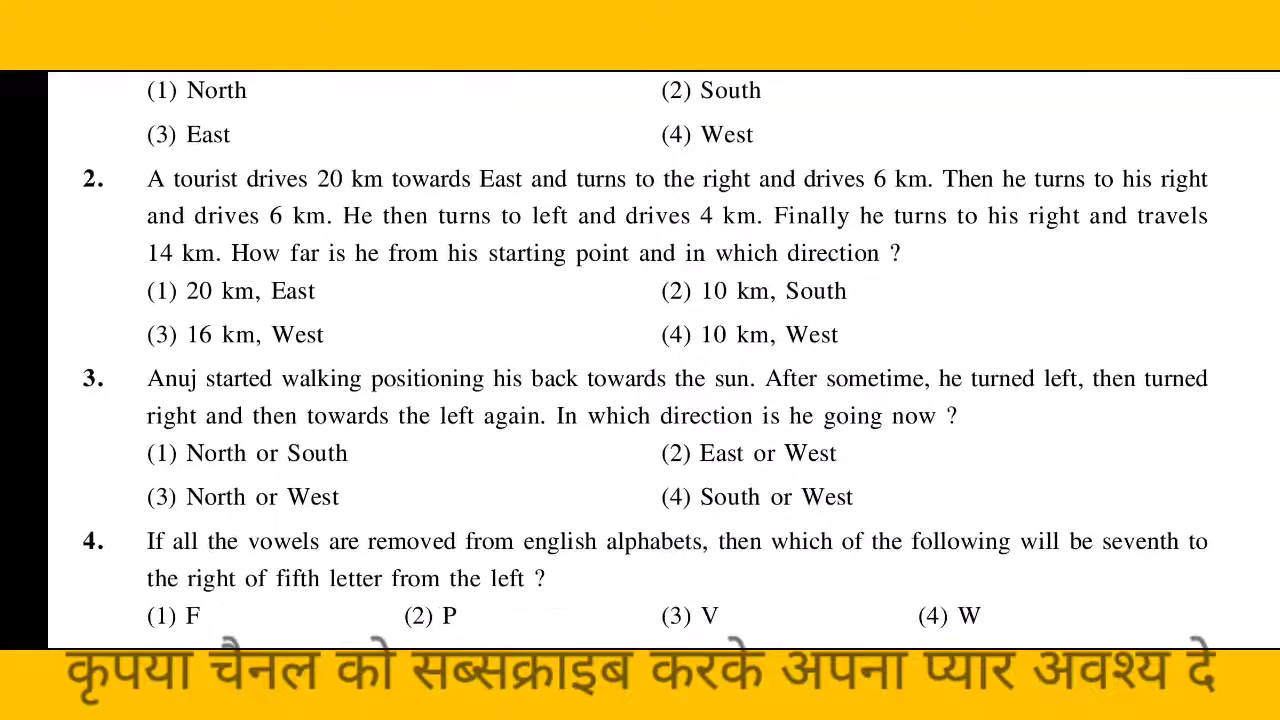 (1) North (2) South
(3) East (4) West
2. A tourist drives 20 km towards East and turns to the right and drives 6 km. Then he turns to his right
and drives 6 km. He then turns to left and drives 4 km. Finally he turns to his right and travels
14 km. How far is he from his starting point and in which direction ?
(1) 20 km, East (2) 10 km, South
(3) 16 km, West (4) 10 km, West
3. Anuj started walking positioning his back towards the sun. After sometime, he turned left, then turned
right and then towards the left again. In which direction is he going now ?
(1) North or South (2) East or West
(3) North or West (4) South or West
4. If all the vowels are removed from english alphabets, then which of the following will be seventh to
the right of fifth letter from the left ?
(1) F (2) P (3) V (4) W
कृपया चैनल को सब्सक्राइब करके अपना प्यार अवश्य दे